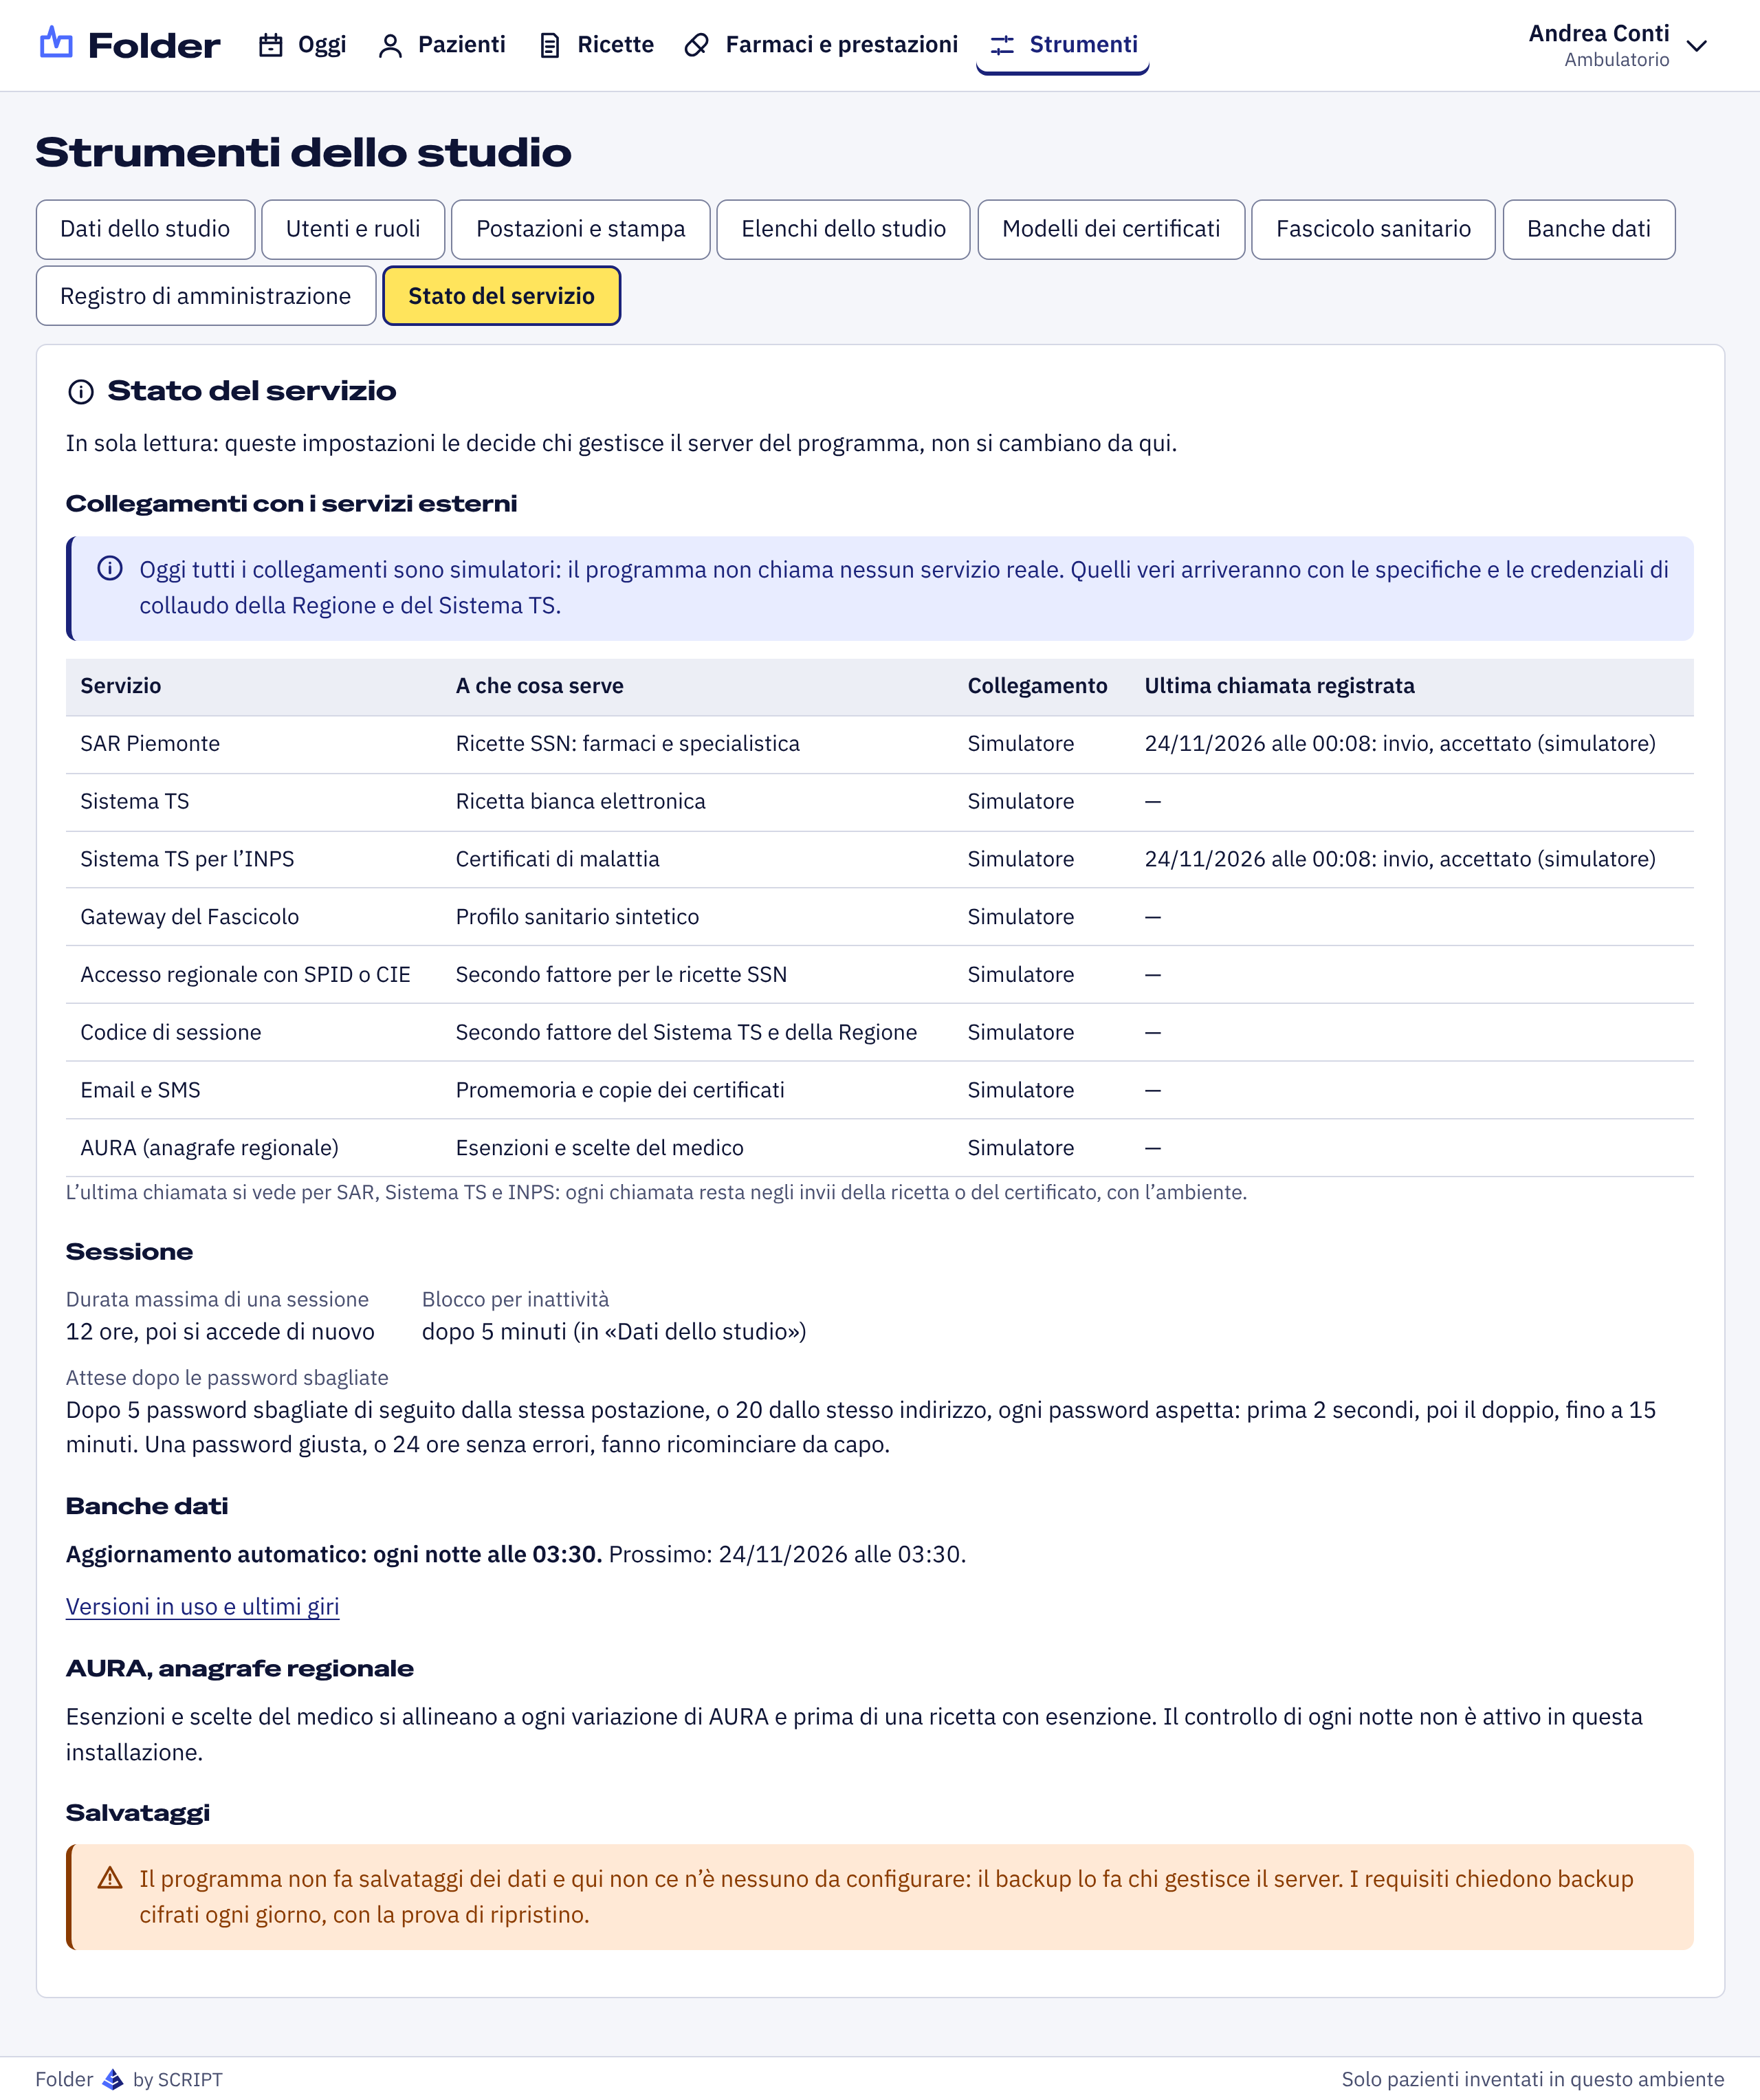 Folder
Oggi
Pazienti
Ricette
Farmaci e prestazioni
Strumenti
Andrea Conti
Ambulatorio
Strumenti dello studio
Dati dello studio
Utenti e ruoli
Postazioni e stampa
Elenchi dello studio
Modelli dei certificati
Fascicolo sanitario
Banche dati
Registro di amministrazione
Stato del servizio
Stato del servizio
In sola lettura: queste impostazioni le decide chi gestisce il server del programma, non si cambiano da qui.
Collegamenti con i servizi esterni
Oggi tutti i collegamenti sono simulatori: il programma non chiama nessun servizio reale. Quelli veri arriveranno con le specifiche e le credenziali di
collaudo della Regione e del Sistema TS.
Servizio A che cosa serve Collegamento Ultima chiamata registrata
SAR Piemonte Ricette SSN: farmaci e specialistica Simulatore 24/11/2026 alle 00:08: invio, accettato (simulatore)
Sistema TS Ricetta bianca elettronica Simulatore —
Sistema TS per l’INPS Certificati di malattia Simulatore 24/11/2026 alle 00:08: invio, accettato (simulatore)
Gateway del Fascicolo Profilo sanitario sintetico Simulatore —
Accesso regionale con SPID o CIE Secondo fattore per le ricette SSN Simulatore —
Codice di sessione Secondo fattore del Sistema TS e della Regione Simulatore —
Email e SMS Promemoria e copie dei certificati Simulatore —
AURA (anagrafe regionale) Esenzioni e scelte del medico Simulatore —
L’ultima chiamata si vede per SAR, Sistema TS e INPS: ogni chiamata resta negli invii della ricetta o del certificato, con l’ambiente.
Sessione
Durata massima di una sessione
12 ore, poi si accede di nuovo
Blocco per inattività
dopo 5 minuti (in «Dati dello studio»)
Attese dopo le password sbagliate
Dopo 5 password sbagliate di seguito dalla stessa postazione, o 20 dallo stesso indirizzo, ogni password aspetta: prima 2 secondi, poi il doppio, fino a 15
minuti. Una password giusta, o 24 ore senza errori, fanno ricominciare da capo.
Banche dati
Aggiornamento automatico: ogni notte alle 03:30. Prossimo: 24/11/2026 alle 03:30.
Versioni in uso e ultimi giri
AURA, anagrafe regionale
Esenzioni e scelte del medico si allineano a ogni variazione di AURA e prima di una ricetta con esenzione. Il controllo di ogni notte non è attivo in questa
installazione.
Salvataggi
Il programma non fa salvataggi dei dati e qui non ce n’è nessuno da configurare: il backup lo fa chi gestisce il server. I requisiti chiedono backup
cifrati ogni giorno, con la prova di ripristino.
Folder by SCRIPT
Solo pazienti inventati in questo ambiente